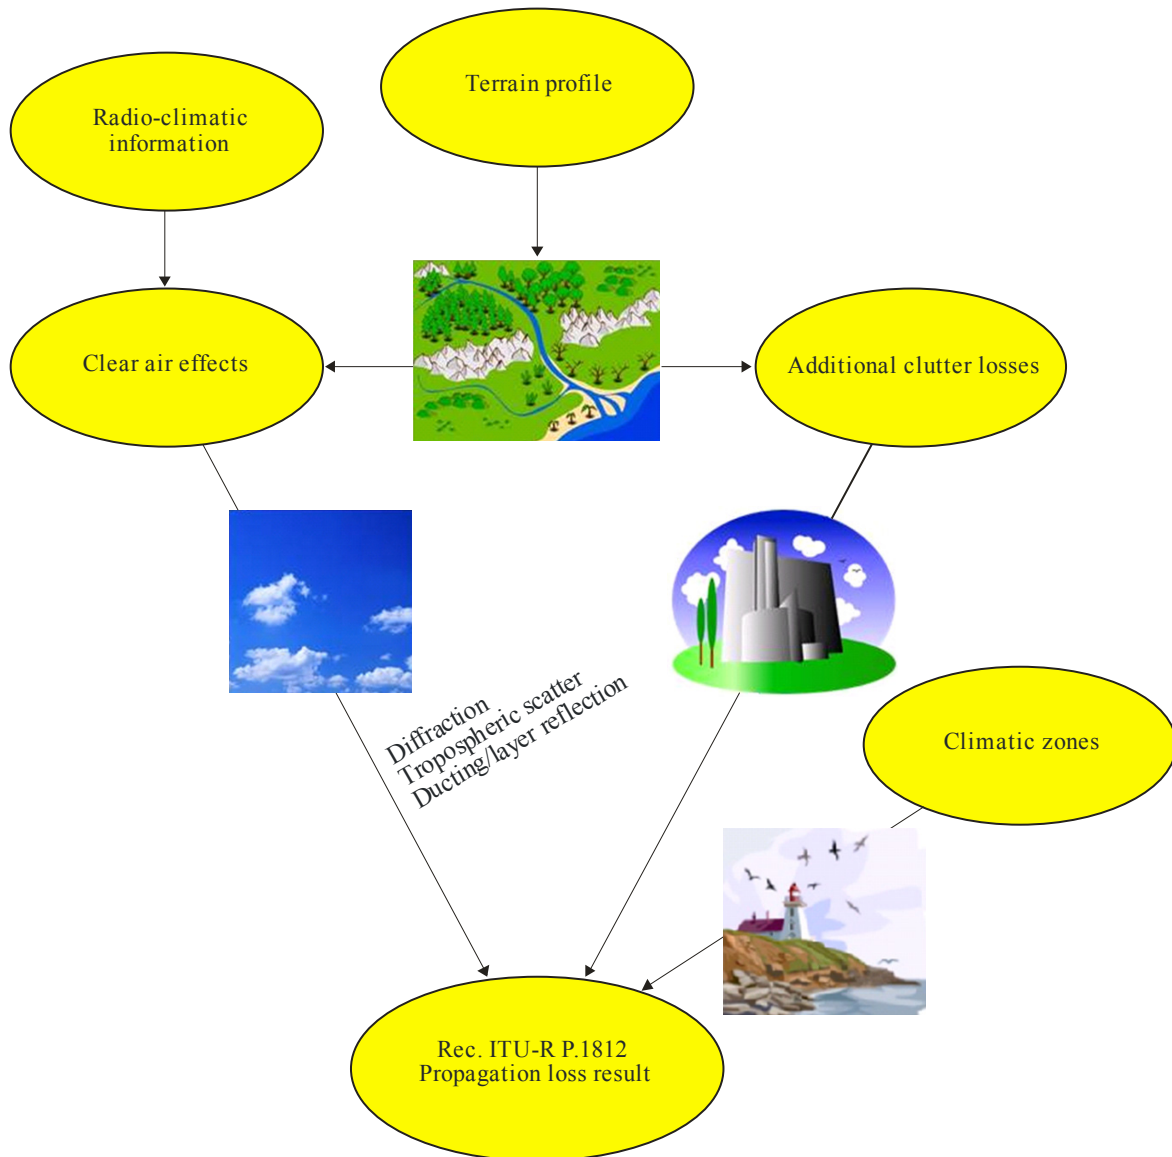 Terrain profile
Radio-climatic
information
Clear air effects
Additional clutter losses
Diffraction
Tropospheric scatter
Ducting/layer reflection
Climatic zones
Rec. ITU-R P.1812
Propagation loss result